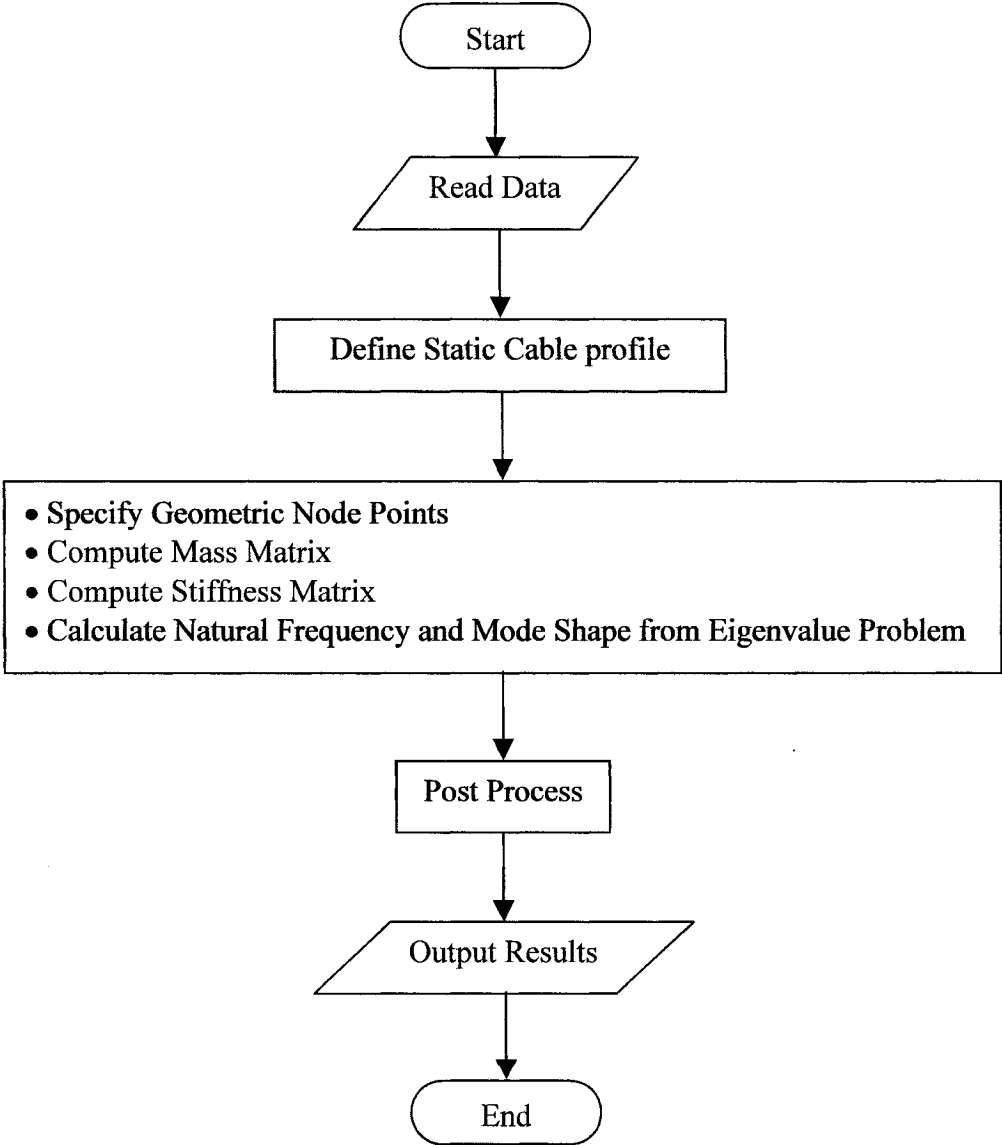 Start
Read Data
Define Static Cable profile
• Specify Geometric Node Points
• Compute Mass Matrix
• Compute Stiffness Matrix
• Calculate Natural Frequency and Mode Shape from Eigenvalue Problem
Post Process
Output Results
End